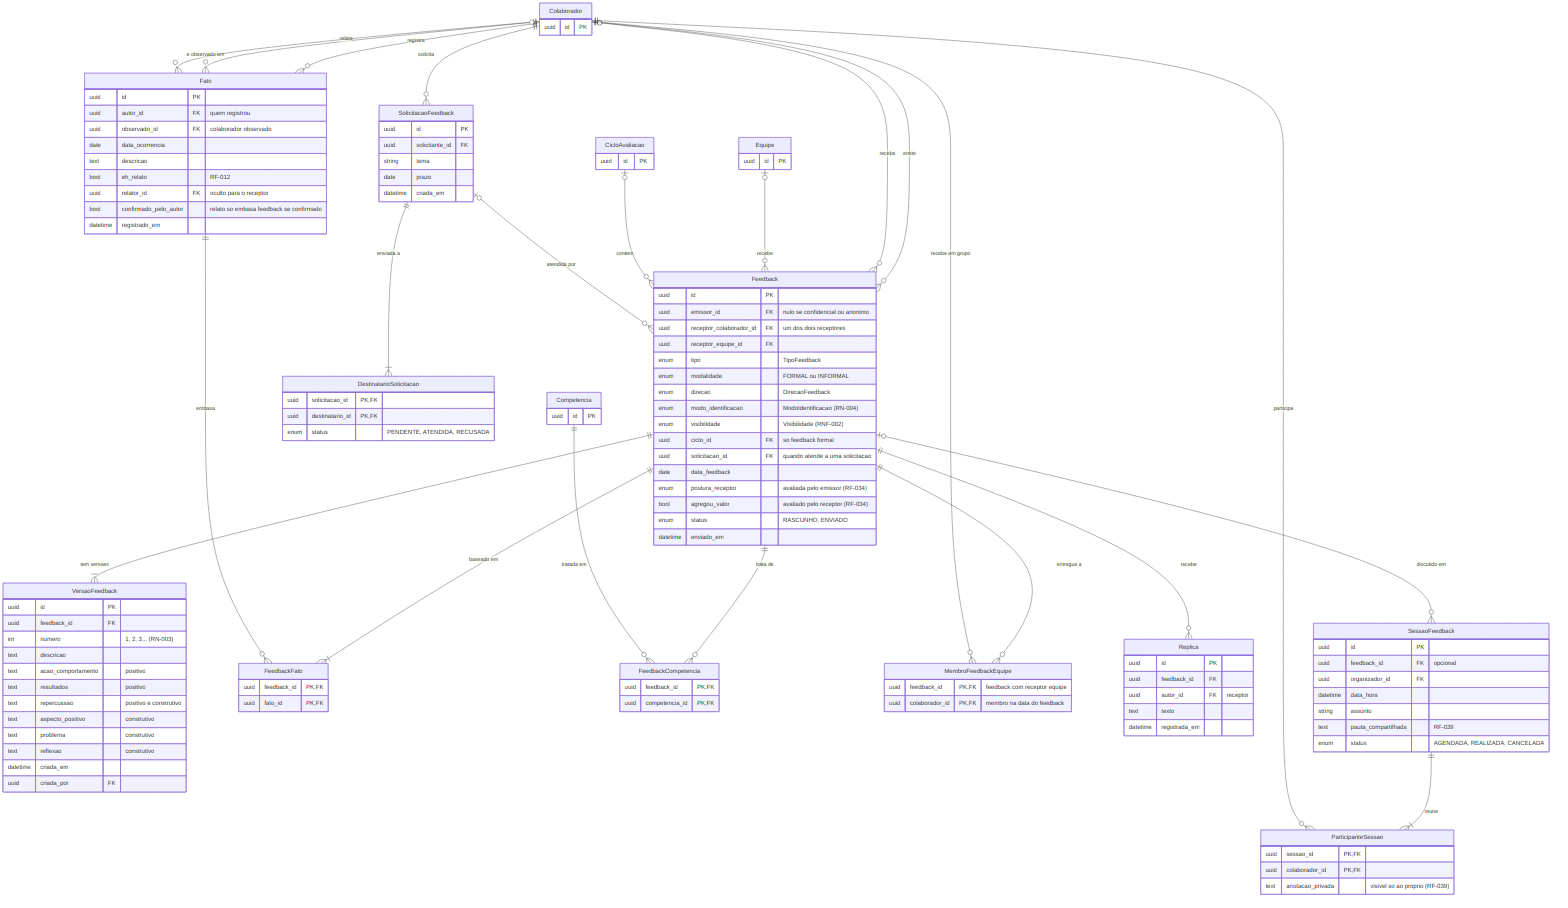 Colaborador
uuid id PK
relata
e observado em
registra
solicita
Fato
uuid id PK
uuid autor_id FK quem registrou
uuid observado_id FK colaborador observado
date data_ocorrencia
text descricao
bool eh_relato RF-012
uuid relator_id FK oculto para o receptor
bool confirmado_pelo_autor relato so embasa feedback se confirmado
datetime registrado_em
SolicitacaoFeedback
uuid id PK
uuid solicitante_id FK
string tema
date prazo
datetime criada_em
CicloAvaliacao
uuid id PK
Equipe
uuid id PK
recebe
emite
enviada a
atendida por
contem
recebe
recebe em grupo
Feedback
uuid id PK
uuid emissor_id FK nulo se confidencial ou anonimo
uuid receptor_colaborador_id FK um dos dois receptores
uuid receptor_equipe_id FK
enum tipo TipoFeedback
enum modalidade FORMAL ou INFORMAL
enum direcao DirecaoFeedback
enum modo_identificacao ModoIdentificacao (RN-004)
enum visibilidade Visibilidade (RNF-002)
uuid ciclo_id FK so feedback formal
uuid solicitacao_id FK quando atende a uma solicitacao
date data_feedback
enum postura_receptor avaliada pelo emissor (RF-034)
bool agregou_valor avaliado pelo receptor (RF-034)
enum status RASCUNHO, ENVIADO
datetime enviado_em
DestinatarioSolicitacao
uuid solicitacao_id PK,FK
uuid destinatario_id PK,FK
enum status PENDENTE, ATENDIDA, RECUSADA
Competencia
uuid id PK
embasa
participa
tem versoes
baseado em
tratada em
trata de
entregue a
recebe
discutido em
VersaoFeedback
uuid id PK
uuid feedback_id FK
int numero 1, 2, 3... (RN-003)
text descricao
text acao_comportamento positivo
text resultados positivo
text repercussao positivo e construtivo
text aspecto_positivo construtivo
text problema construtivo
text reflexao construtivo
datetime criada_em
uuid criada_por FK
FeedbackFato
uuid feedback_id PK,FK
uuid fato_id PK,FK
FeedbackCompetencia
uuid feedback_id PK,FK
uuid competencia_id PK,FK
MembroFeedbackEquipe
uuid feedback_id PK,FK feedback com receptor equipe
uuid colaborador_id PK,FK membro na data do feedback
Replica
uuid id PK
uuid feedback_id FK
uuid autor_id FK receptor
text texto
datetime registrada_em
SessaoFeedback
uuid id PK
uuid feedback_id FK opcional
uuid organizador_id FK
datetime data_hora
string assunto
text pauta_compartilhada RF-039
enum status AGENDADA, REALIZADA, CANCELADA
reune
ParticipanteSessao
uuid sessao_id PK,FK
uuid colaborador_id PK,FK
text anotacao_privada visivel so ao proprio (RF-039)